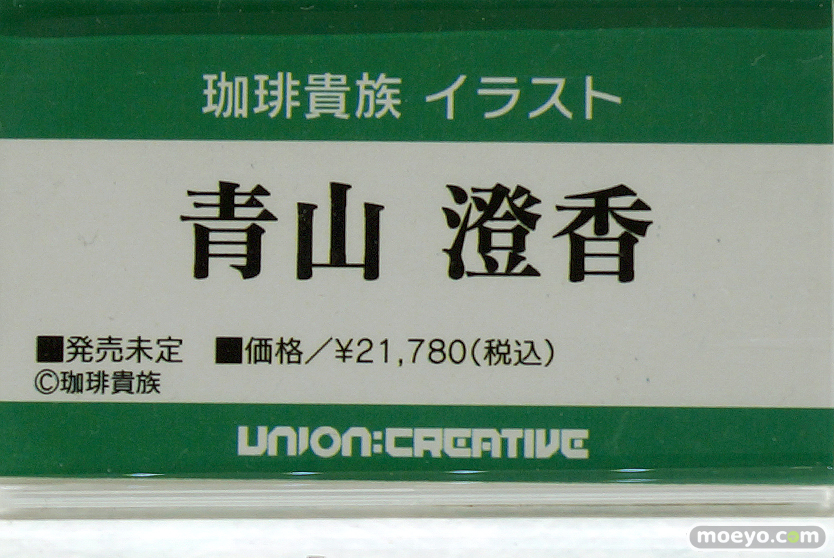 珈琲貴族 イラスト
青山 澄香
■発売未定 ■価格／¥21,780(税込)
©珈琲貴族
UNION:CREATIVE
moeyo.com